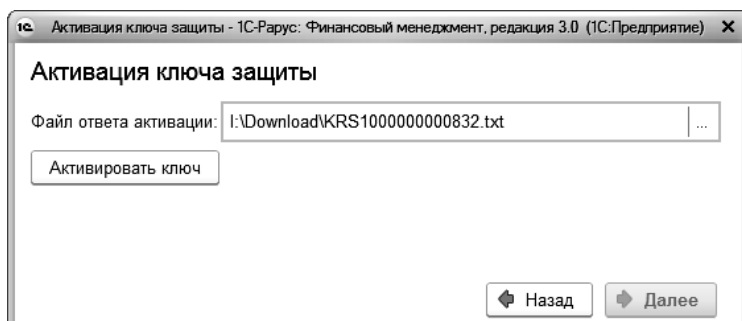 1С Активация ключа защиты - 1С-Рарус: Финансовый менеджмент, редакция 3.0 (1С:Предприятие)
Активация ключа защиты
Файл ответа активации: I:\Download\KRS1000000000832.txt ...
Активировать ключ
Назад Далее